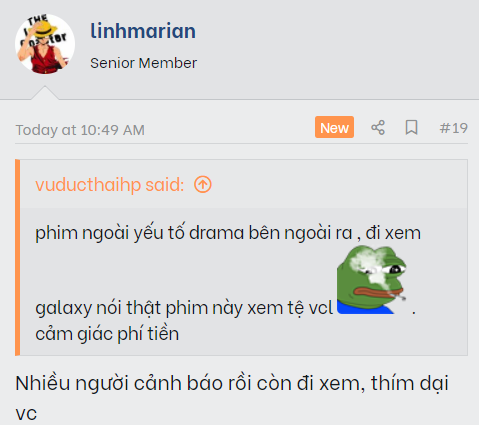 linhmarian
Senior Member
Today at 10:49 AM New #19
vuducthaihp said:
phim ngoài yếu tố drama bên ngoài ra , đi xem
galaxy nói thật phim này xem tệ vcl .
cảm giác phí tiền
Nhiều người cảnh báo rồi còn đi xem, thím dại
vc